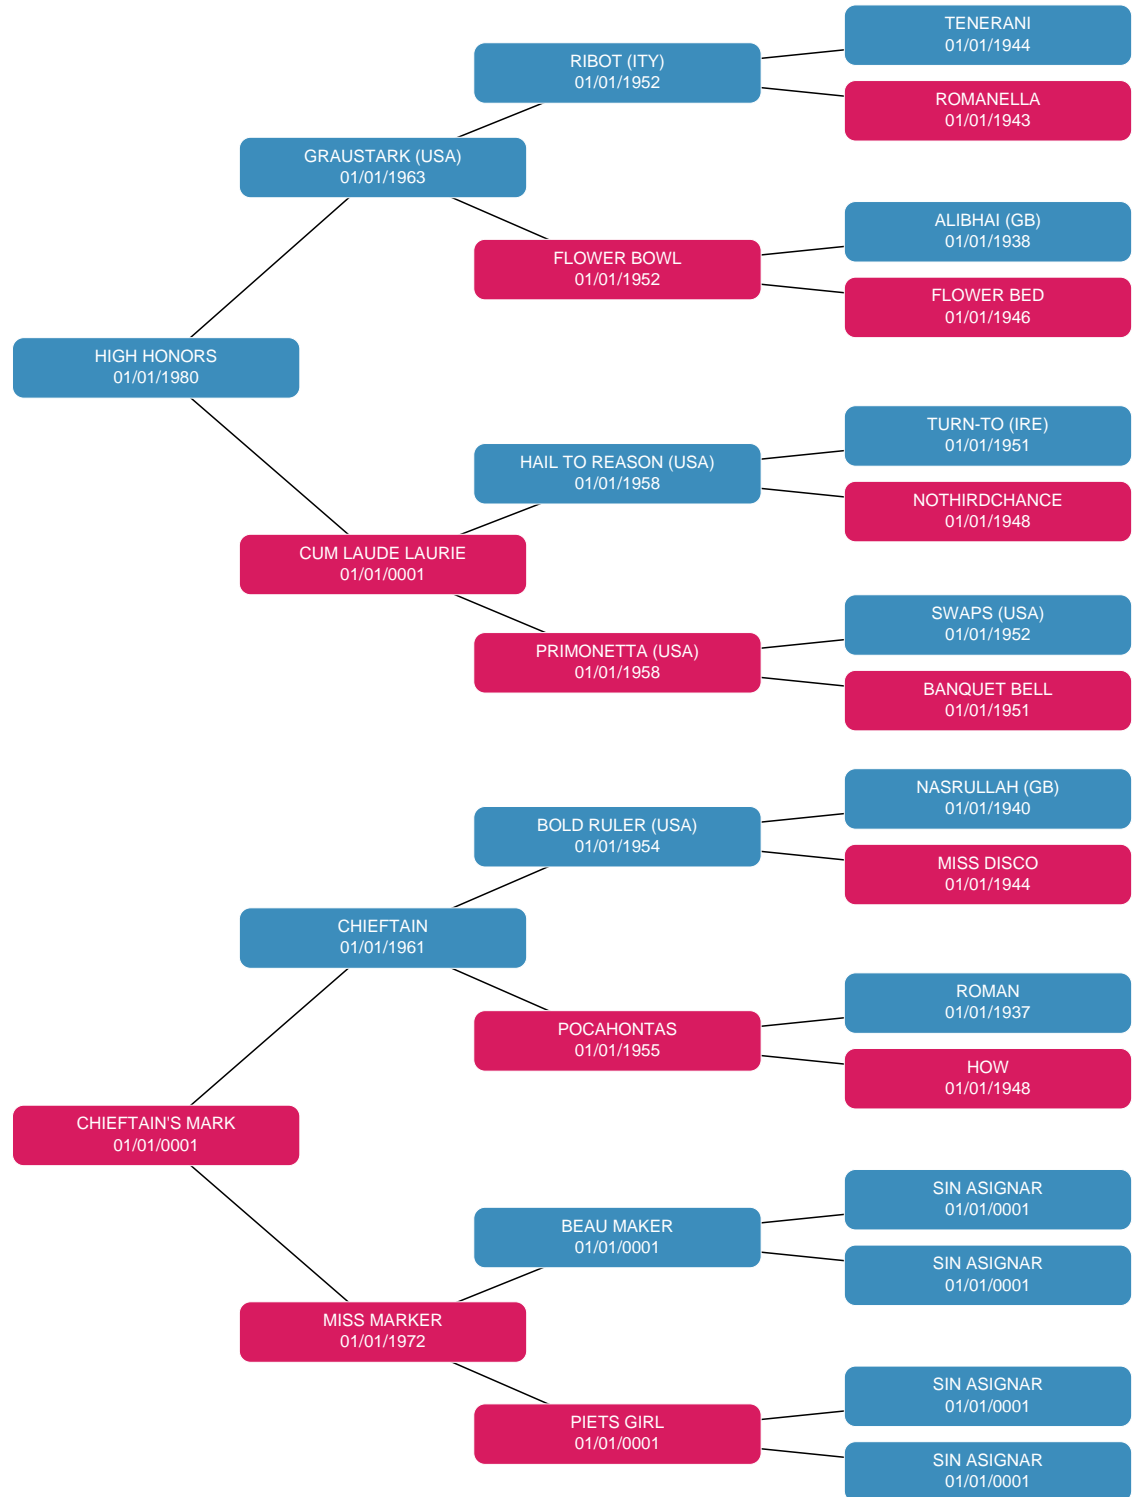 TENERANI
01/01/1944
RIBOT (ITY)
01/01/1952
ROMANELLA
01/01/1943
GRAUSTARK (USA)
01/01/1963
ALIBHAI (GB)
01/01/1938
FLOWER BOWL
01/01/1952
FLOWER BED
01/01/1946
HIGH HONORS
01/01/1980
TURN-TO (IRE)
01/01/1951
HAIL TO REASON (USA)
01/01/1958
NOTHIRDCHANCE
01/01/1948
CUM LAUDE LAURIE
01/01/0001
SWAPS (USA)
01/01/1952
PRIMONETTA (USA)
01/01/1958
BANQUET BELL
01/01/1951
NASRULLAH (GB)
01/01/1940
BOLD RULER (USA)
01/01/1954
MISS DISCO
01/01/1944
CHIEFTAIN
01/01/1961
ROMAN
01/01/1937
POCAHONTAS
01/01/1955
HOW
01/01/1948
CHIEFTAIN'S MARK
01/01/0001
SIN ASIGNAR
01/01/0001
BEAU MAKER
01/01/0001
SIN ASIGNAR
01/01/0001
MISS MARKER
01/01/1972
SIN ASIGNAR
01/01/0001
PIETS GIRL
01/01/0001
SIN ASIGNAR
01/01/0001